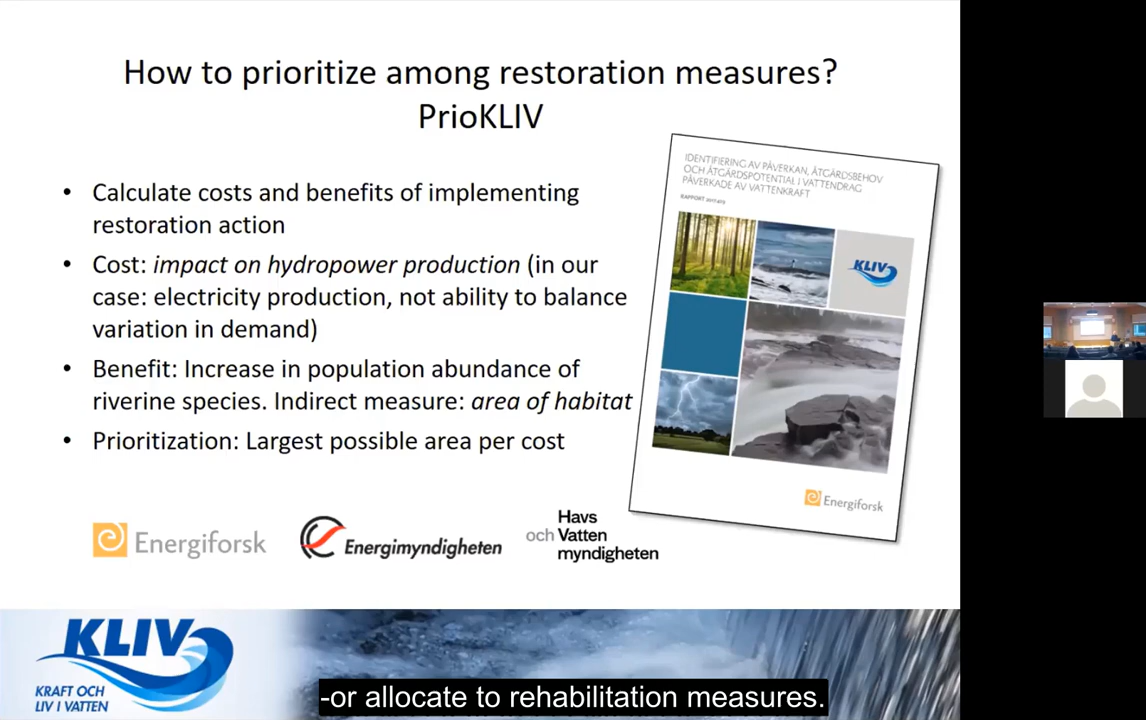 How to prioritize among restoration measures?
PrioKLIV
• Calculate costs and benefits of implementing
restoration action
• Cost: impact on hydropower production (in our
case: electricity production, not ability to balance
variation in demand)
• Benefit: Increase in population abundance of
riverine species. Indirect measure: area of habitat
• Prioritization: Largest possible area per cost
IDENTIFIERING AV PÅVERKAN, ÅTGÄRDSBEHOV
OCH ÅTGÄRDSPOTENTIAL I VATTENDRAG
PÅVERKADE AV VATTENKRAFT
KLIV
Energiforsk
Energiforsk
Energimyndigheten
Havs
och Vatten
myndigheten
KLIV
KRAFT OCH
LIV I VATTEN
-or allocate to rehabilitation measures.